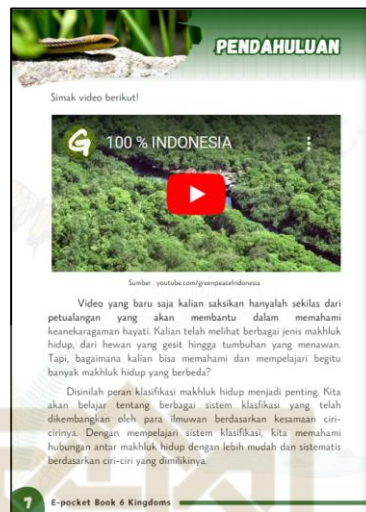 PENDAHULUAN
Simak video berikut!
G 100 % INDONESIA
Sumber : youtube.com/greenpeaceIndonesia
Video yang baru saja kalian saksikan hanyalah sekilas dari
petualangan yang akan membantu dalam memahami
keanekaragaman hayati. Kalian telah melihat berbagai jenis makhluk
hidup, dari hewan yang gesit hingga tumbuhan yang menawan.
Tapi, bagaimana kalian bisa memahami dan mempelajari begitu
banyak makhluk hidup yang berbeda?
Disinilah peran klasifikasi makhluk hidup menjadi penting. Kita
akan belajar tentang berbagai sistem klasfikasi yang telah
dikembangkan oleh para ilmuwan berdasarkan kesamaan ciri-
cirinya. Dengan mempelajari sistem klasifikasi, kita memahami
hubungan antar makhluk hidup dengan lebih mudah dan sistematis
berdasarkan ciri-ciri yang dimilikinya.
7 E-pocket Book 6 Kingdoms